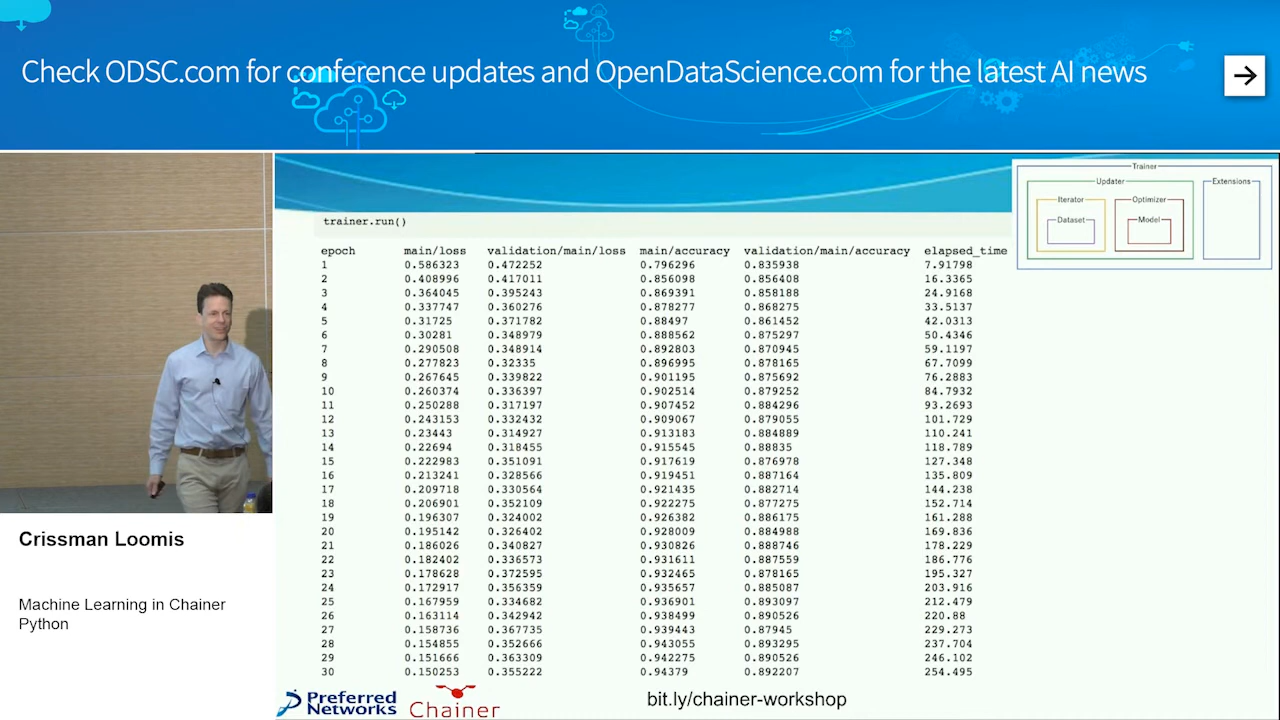 Check ODSC.com for conference updates and OpenDataScience.com for the latest AI news
Trainer
Updater
Extensions
Iterator
Optimizer
Dataset
Model
trainer.run()
epoch main/loss validation/main/loss main/accuracy validation/main/accuracy elapsed_time
1 0.586323 0.472252 0.796296 0.835938 7.91798
2 0.408996 0.417011 0.856098 0.856408 16.3365
3 0.364045 0.395243 0.869391 0.858188 24.9168
4 0.337747 0.360276 0.878277 0.868275 33.5137
5 0.31725 0.371782 0.88497 0.861452 42.0313
6 0.30281 0.348979 0.888562 0.875297 50.4346
7 0.290508 0.348914 0.892803 0.870945 59.1197
8 0.277823 0.32335 0.896995 0.878165 67.7099
9 0.267645 0.339822 0.901195 0.875692 76.2883
10 0.260374 0.336397 0.902514 0.879252 84.7932
11 0.250288 0.317197 0.907452 0.884296 93.2693
12 0.243153 0.332432 0.909067 0.879055 101.729
13 0.23443 0.314927 0.913183 0.884889 110.241
14 0.22694 0.318455 0.915545 0.88835 118.789
15 0.222983 0.351091 0.917619 0.876978 127.348
16 0.213241 0.328566 0.919451 0.887164 135.809
17 0.209718 0.330564 0.921435 0.882714 144.238
18 0.206901 0.352109 0.922275 0.877275 152.714
19 0.196307 0.324002 0.926382 0.886175 161.288
20 0.195142 0.326402 0.928009 0.884988 169.836
21 0.186026 0.340827 0.930826 0.888746 178.229
22 0.182402 0.336573 0.931611 0.887559 186.776
23 0.178628 0.372595 0.932465 0.878165 195.327
24 0.172917 0.356359 0.935657 0.885087 203.916
25 0.167959 0.334682 0.936901 0.893097 212.479
26 0.163114 0.342942 0.938499 0.890526 220.88
27 0.158736 0.367735 0.939443 0.87945 229.273
28 0.154855 0.352666 0.943055 0.893295 237.704
29 0.151666 0.363309 0.942275 0.890526 246.102
30 0.150253 0.355222 0.94379 0.892207 254.495
Crissman Loomis
Machine Learning in Chainer
Python
Preferred
Networks
Chainer
bit.ly/chainer-workshop